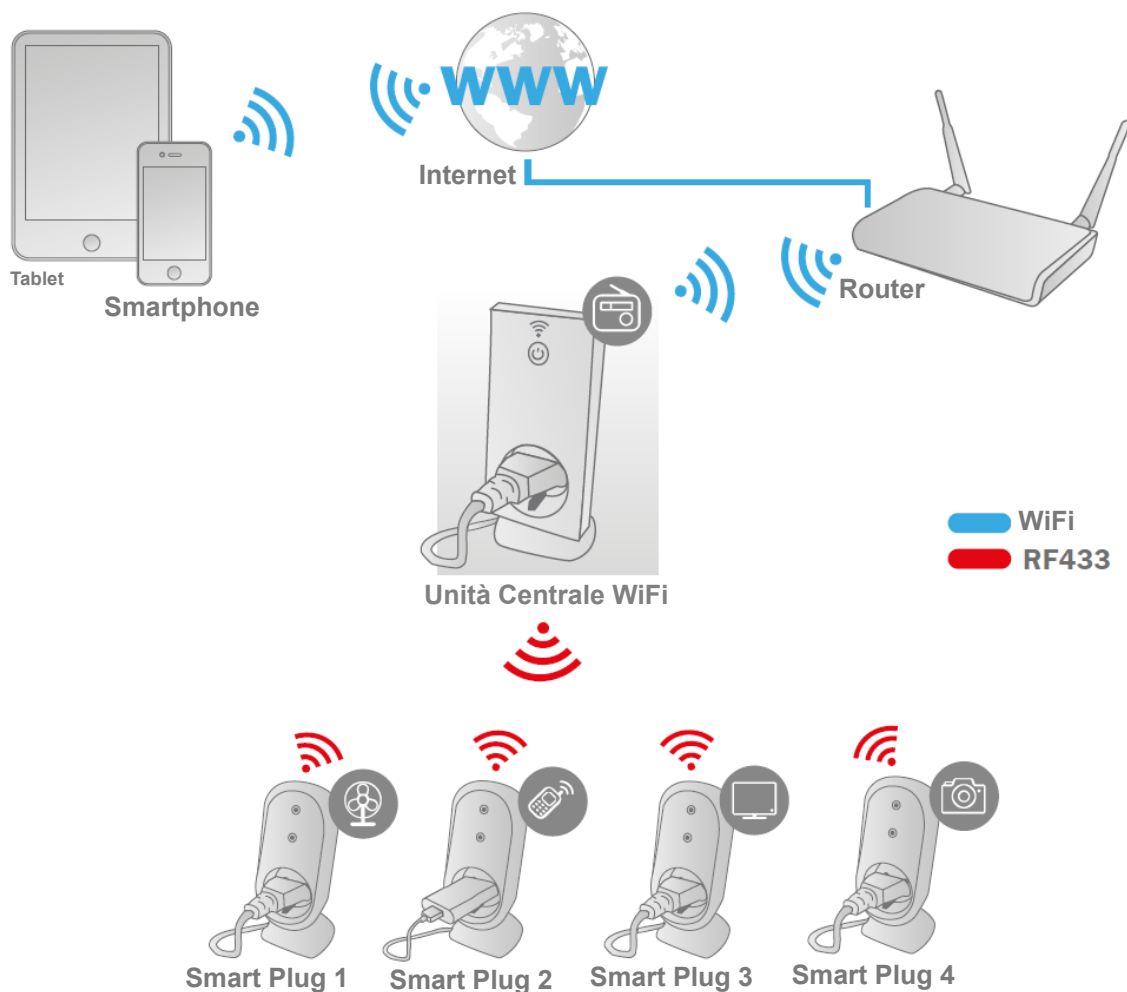 WWW
Internet
Tablet
Smartphone
Router
WiFi
RF433
Unità Centrale WiFi
Smart Plug 1
Smart Plug 2
Smart Plug 3
Smart Plug 4